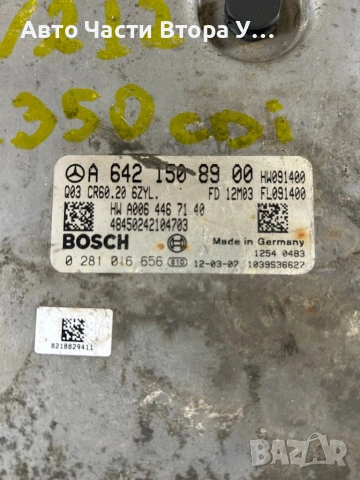 Авто Части Втора У...
/212
350 cdi
A 642 150 89 00 HW091400
Q03 CR60.20 6ZYL. FD 12M03 FL091400
HW A006 446 71 40
48450242104703
BOSCH Made in Germany
1254 0483
0 281 016 656 e10 12-03-07 1039S36627
8218829411
bazar